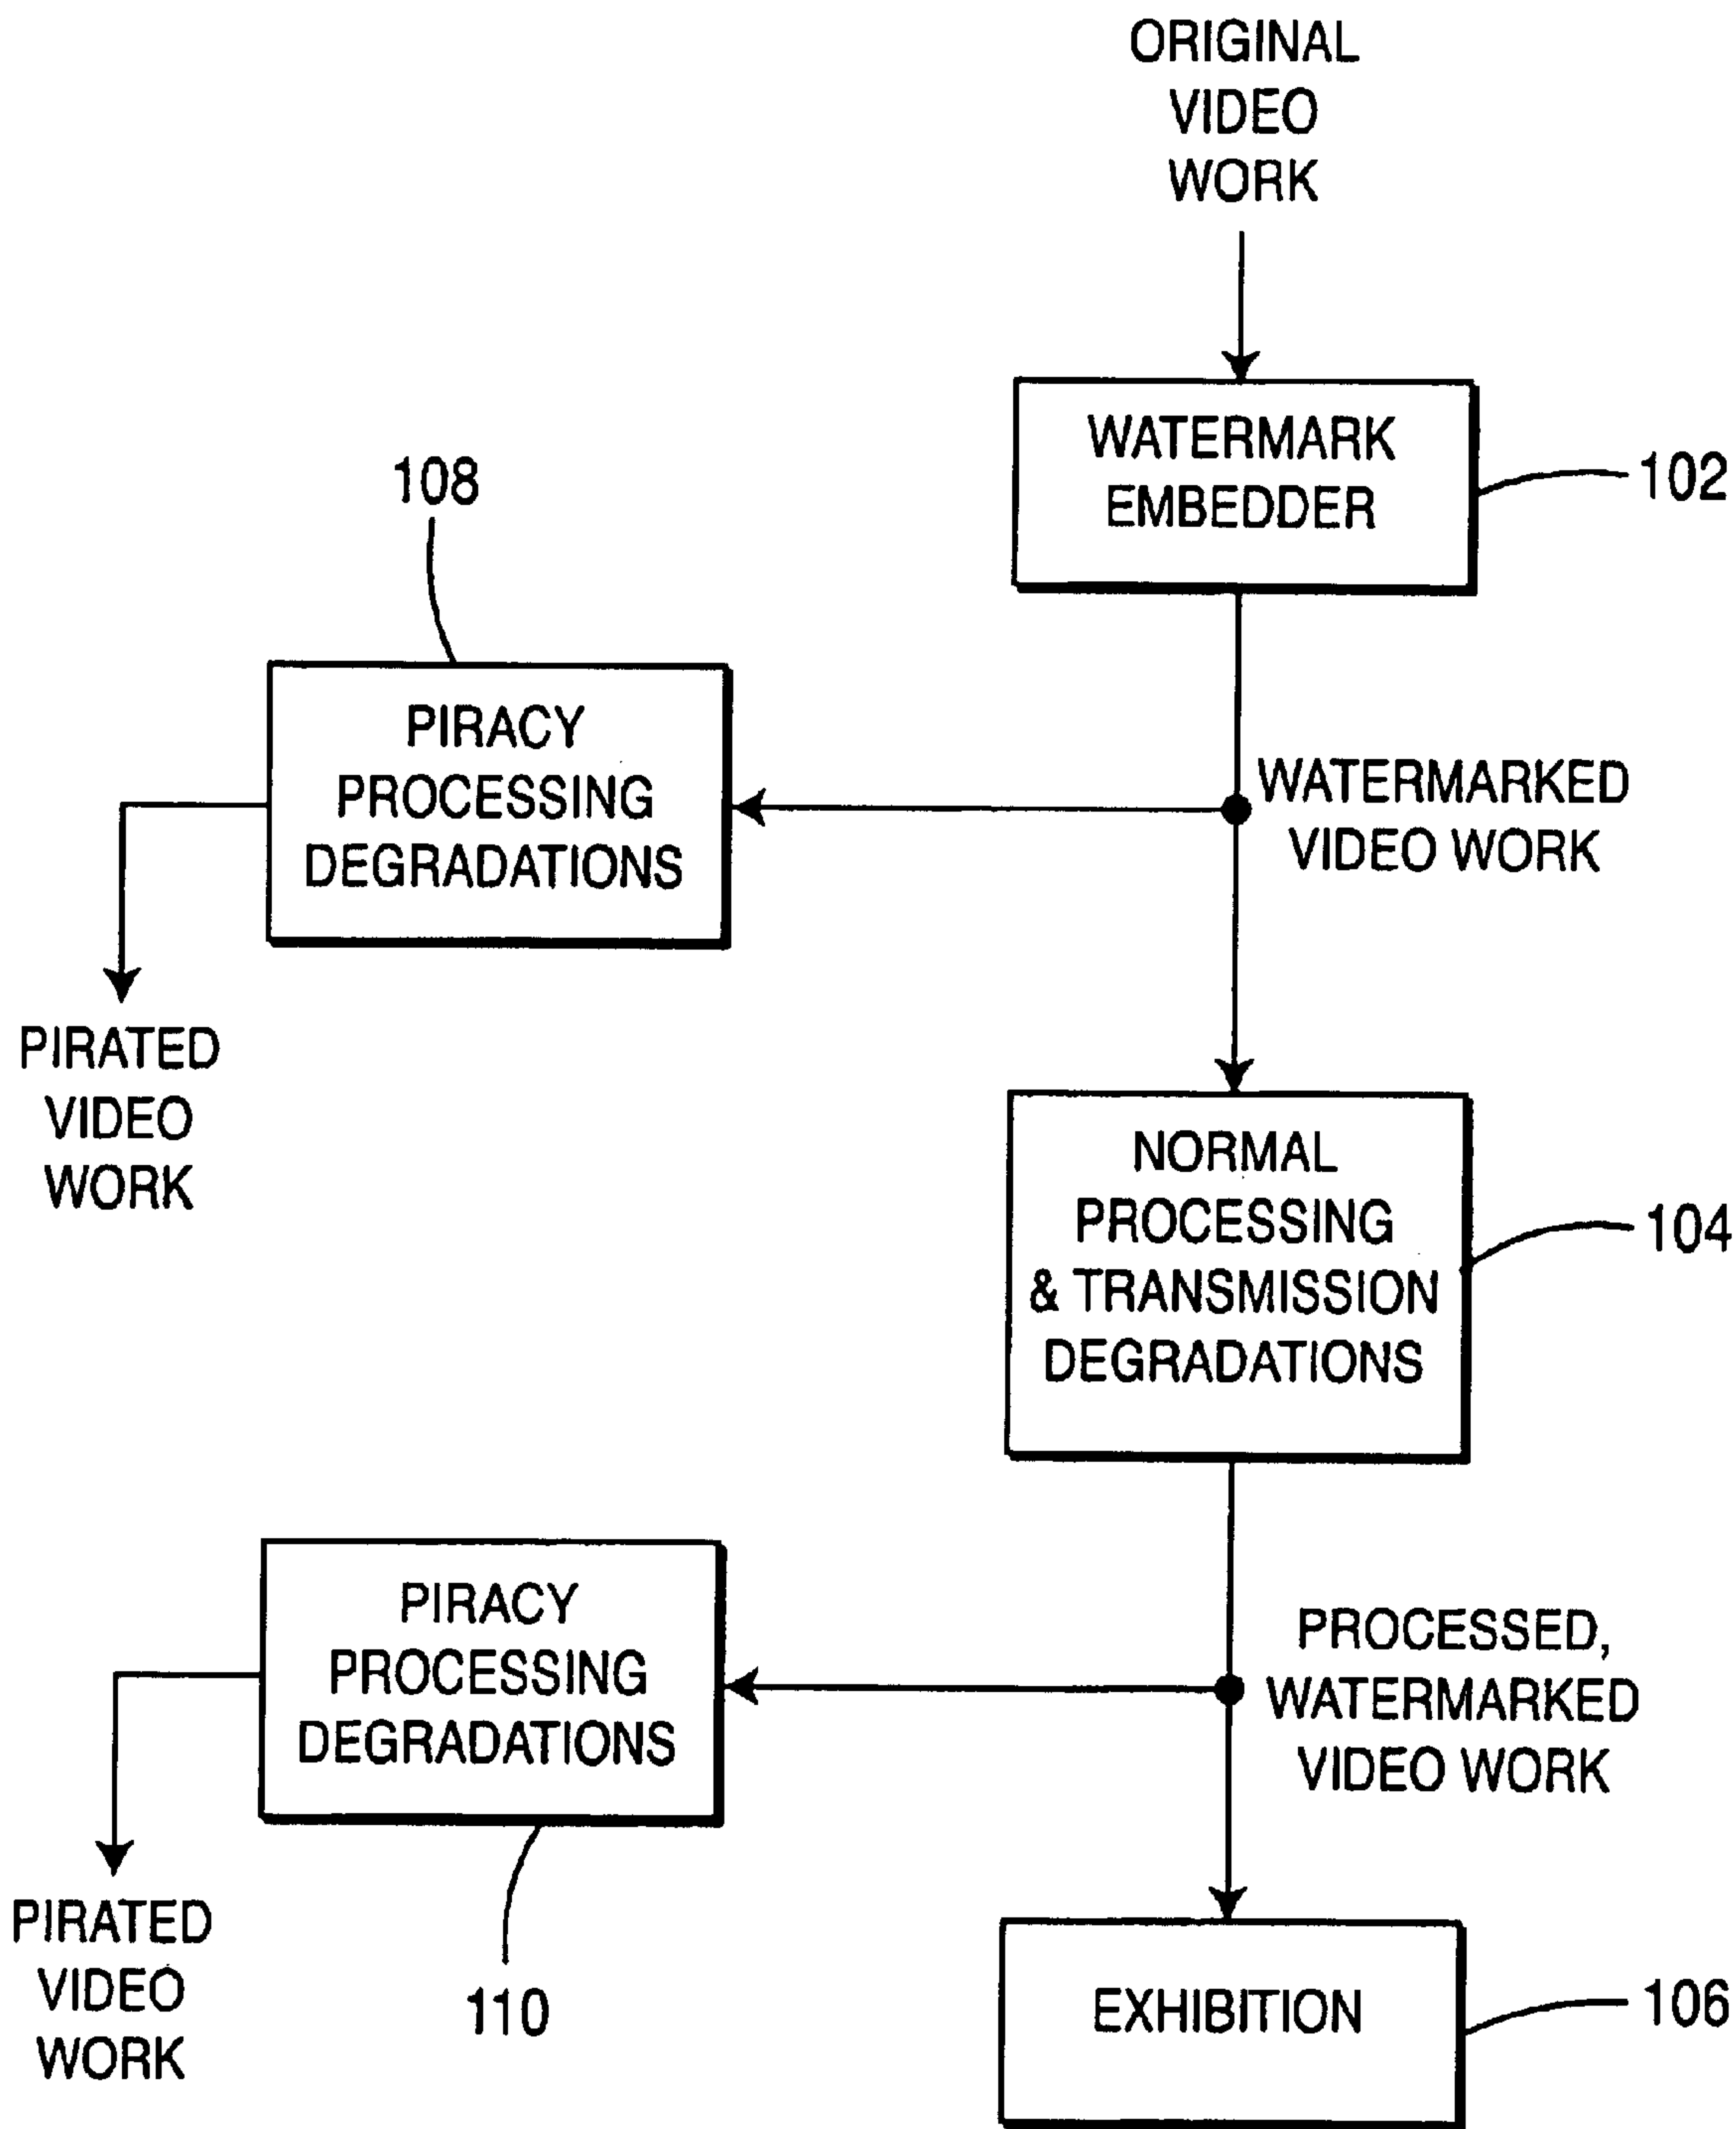 ORIGINAL
VIDEO
WORK
WATERMARK
EMBEDDER
102
108
PIRACY
PROCESSING
DEGRADATIONS
WATERMARKED
VIDEO WORK
PIRATED
VIDEO
WORK
NORMAL
PROCESSING
& TRANSMISSION
DEGRADATIONS
104
PIRACY
PROCESSING
DEGRADATIONS
110
PROCESSED,
WATERMARKED
VIDEO WORK
PIRATED
VIDEO
WORK
EXHIBITION
106